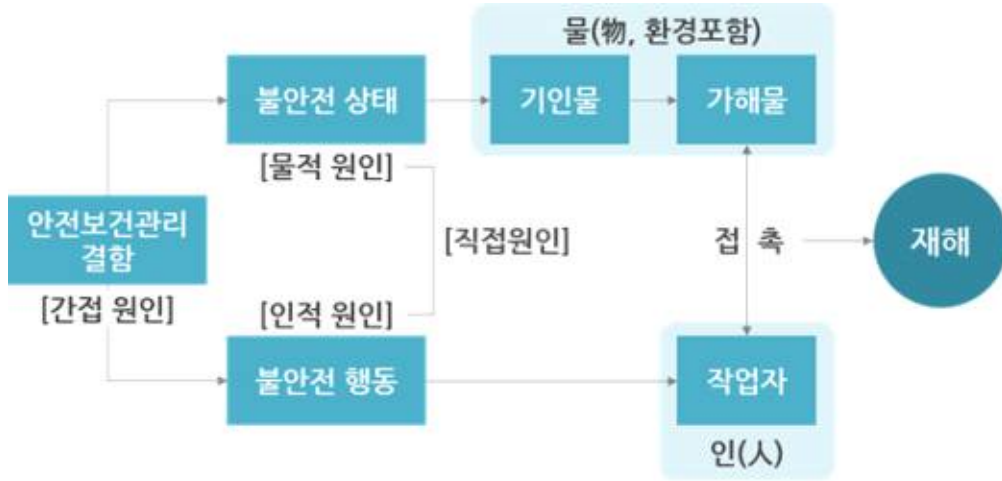 물(物, 환경포함)
불안전 상태
기인물
가해물
[물적 원인]
안전보건관리
결함
[간접 원인]
[직접원인]
접 촉
재해
[인적 원인]
불안전 행동
작업자
인(人)